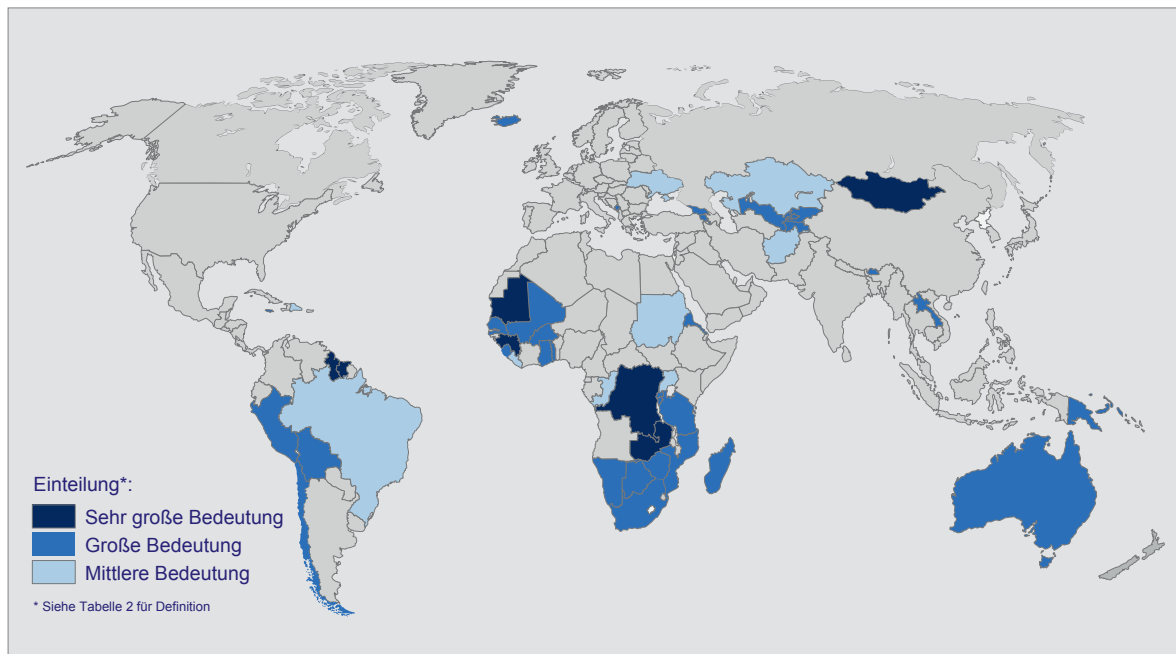 Einteilung*:
Sehr große Bedeutung
Große Bedeutung
Mittlere Bedeutung
* Siehe Tabelle 2 für Definition